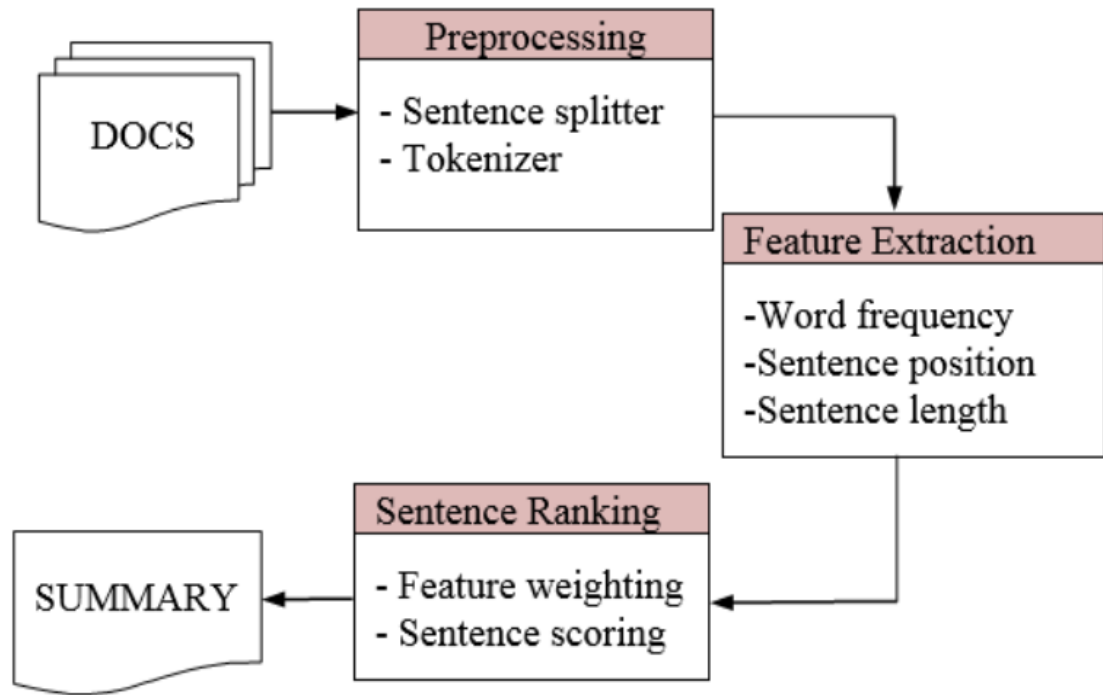 DOCS
Preprocessing
- Sentence splitter
- Tokenizer
Feature Extraction
-Word frequency
-Sentence position
-Sentence length
Sentence Ranking
- Feature weighting
- Sentence scoring
SUMMARY